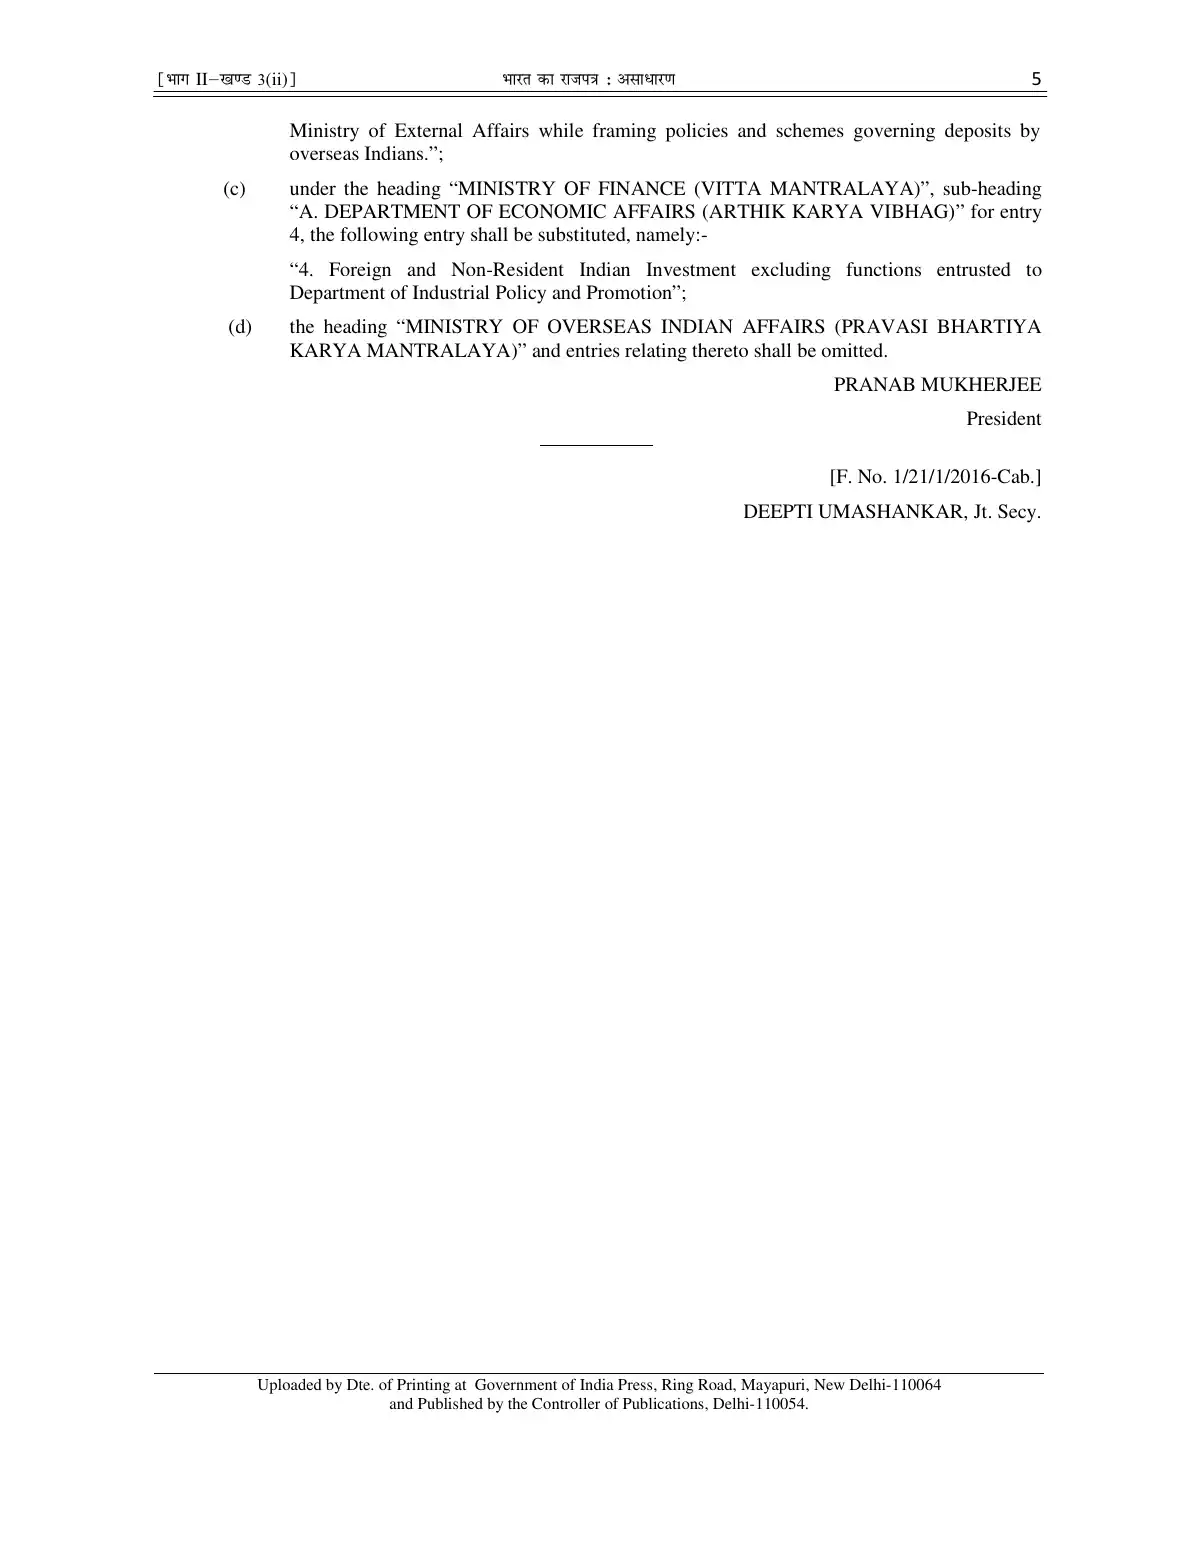 [भाग II—खण्ड 3(ii)] भारत का राजपत्र : असाधारण 5
Ministry of External Affairs while framing policies and schemes governing deposits by
overseas Indians.”;
(c) under the heading “MINISTRY OF FINANCE (VITTA MANTRALAYA)”, sub-heading
“A. DEPARTMENT OF ECONOMIC AFFAIRS (ARTHIK KARYA VIBHAG)” for entry
4, the following entry shall be substituted, namely:-
“4. Foreign and Non-Resident Indian Investment excluding functions entrusted to
Department of Industrial Policy and Promotion”;
(d) the heading “MINISTRY OF OVERSEAS INDIAN AFFAIRS (PRAVASI BHARTIYA
KARYA MANTRALAYA)” and entries relating thereto shall be omitted.
PRANAB MUKHERJEE
President
[F. No. 1/21/1/2016-Cab.]
DEEPTI UMASHANKAR, Jt. Secy.
Uploaded by Dte. of Printing at Government of India Press, Ring Road, Mayapuri, New Delhi-110064
and Published by the Controller of Publications, Delhi-110054.